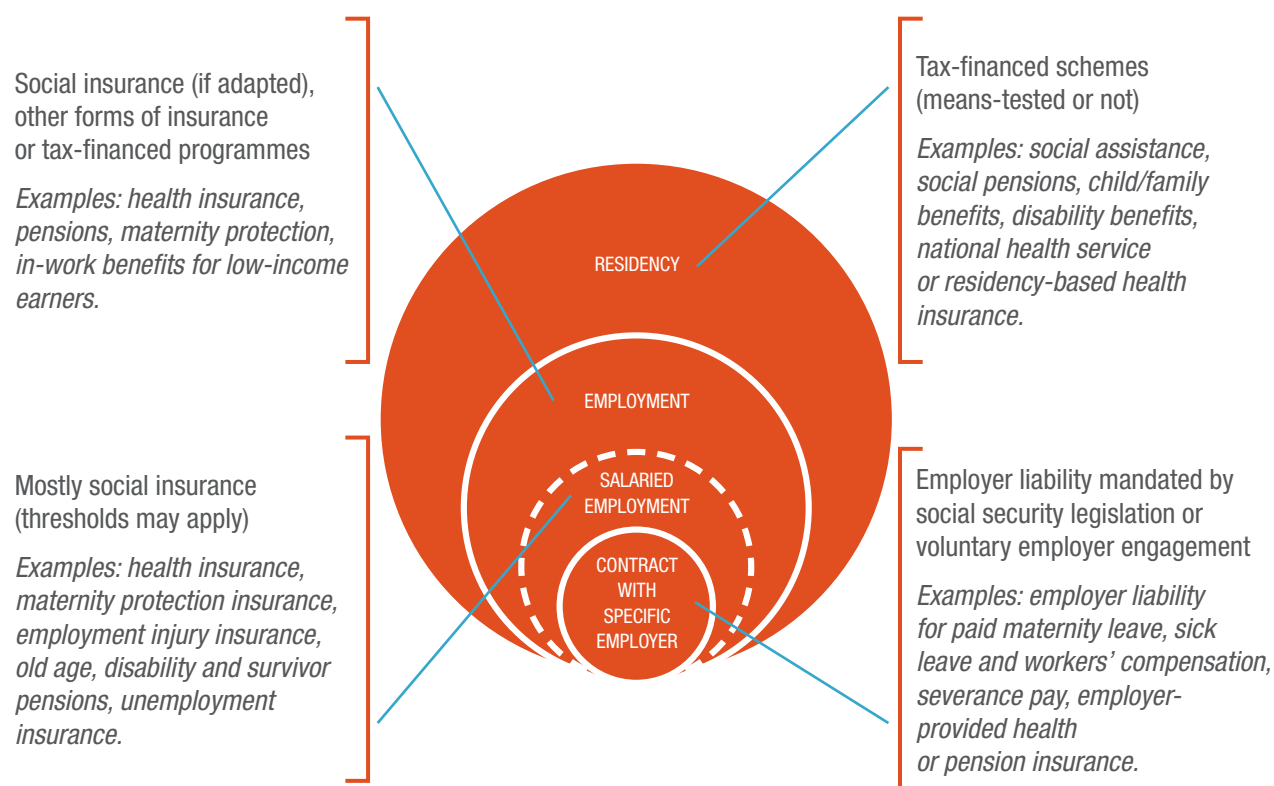 Social insurance (if adapted),
other forms of insurance
or tax-financed programmes
Examples: health insurance,
pensions, maternity protection,
in-work benefits for low-income
earners.
Tax-financed schemes
(means-tested or not)
Examples: social assistance,
social pensions, child/family
benefits, disability benefits,
national health service
or residency-based health
insurance.
RESIDENCY
EMPLOYMENT
SALARIED
EMPLOYMENT
CONTRACT
WITH
SPECIFIC
EMPLOYER
Mostly social insurance
(thresholds may apply)
Examples: health insurance,
maternity protection insurance,
employment injury insurance,
old age, disability and survivor
pensions, unemployment
insurance.
Employer liability mandated by
social security legislation or
voluntary employer engagement
Examples: employer liability
for paid maternity leave, sick
leave and workers’ compensation,
severance pay, employer-
provided health
or pension insurance.